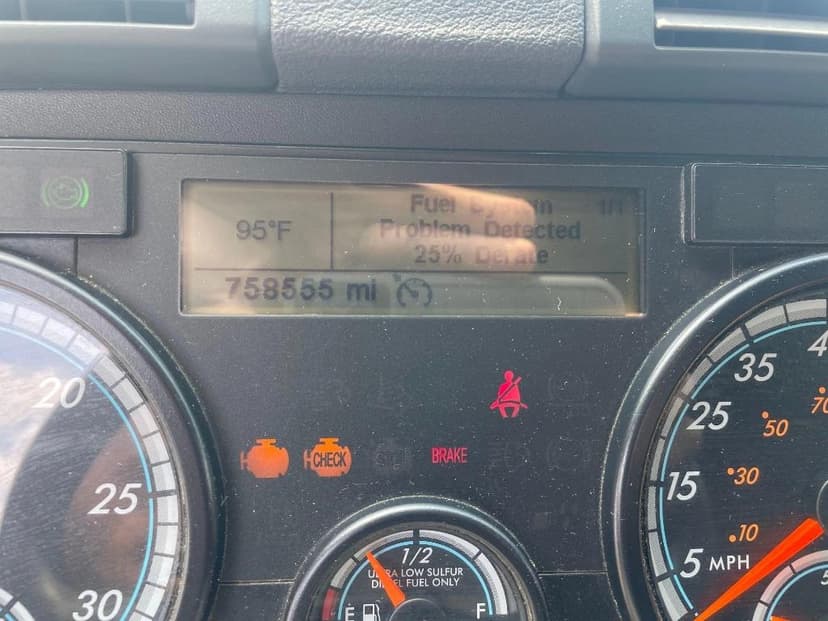 Fuel System 1/1
95°F
Problem Detected
25% Derate
758555 mi
CHECK
BRAKE
20
25
30
1/2
ULTRA LOW SULFUR
DIESEL FUEL ONLY
E
F
35
25
15
5 MPH
50
30
10